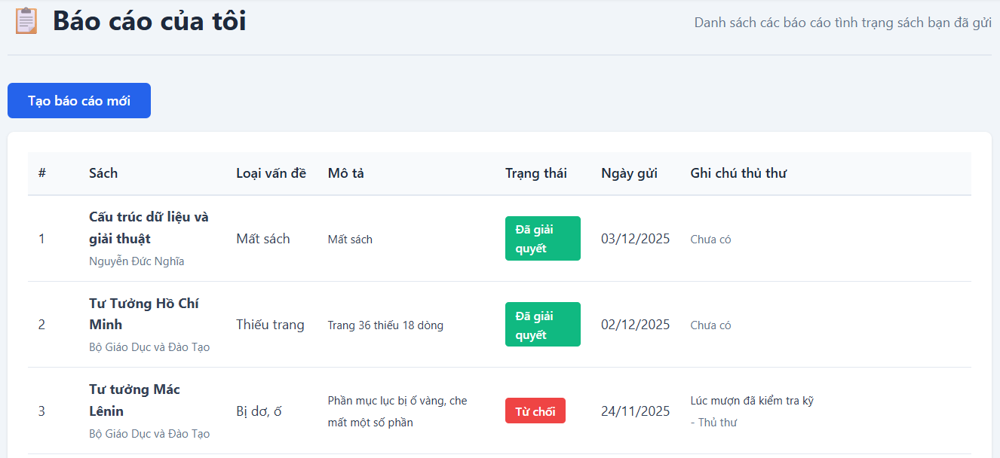 Báo cáo của tôi
Danh sách các báo cáo tình trạng sách bạn đã gửi
Tạo báo cáo mới
# Sách Loại vấn đề Mô tả Trạng thái Ngày gửi Ghi chú thủ thư
1
Cấu trúc dữ liệu và
giải thuật
Nguyễn Đức Nghĩa
Mất sách
Mất sách
Đã giải
quyết
03/12/2025
Chưa có
2
Tư Tưởng Hồ Chí
Minh
Bộ Giáo Dục và Đào Tạo
Thiếu trang
Trang 36 thiếu 18 dòng
Đã giải
quyết
02/12/2025
Chưa có
3
Tư tưởng Mác
Lênin
Bộ Giáo Dục và Đào Tạo
Bị dơ, ố
Phần mục lục bị ố vàng, che
mất một số phần
Từ chối
24/11/2025
Lúc mượn đã kiểm tra kỹ
- Thủ thư